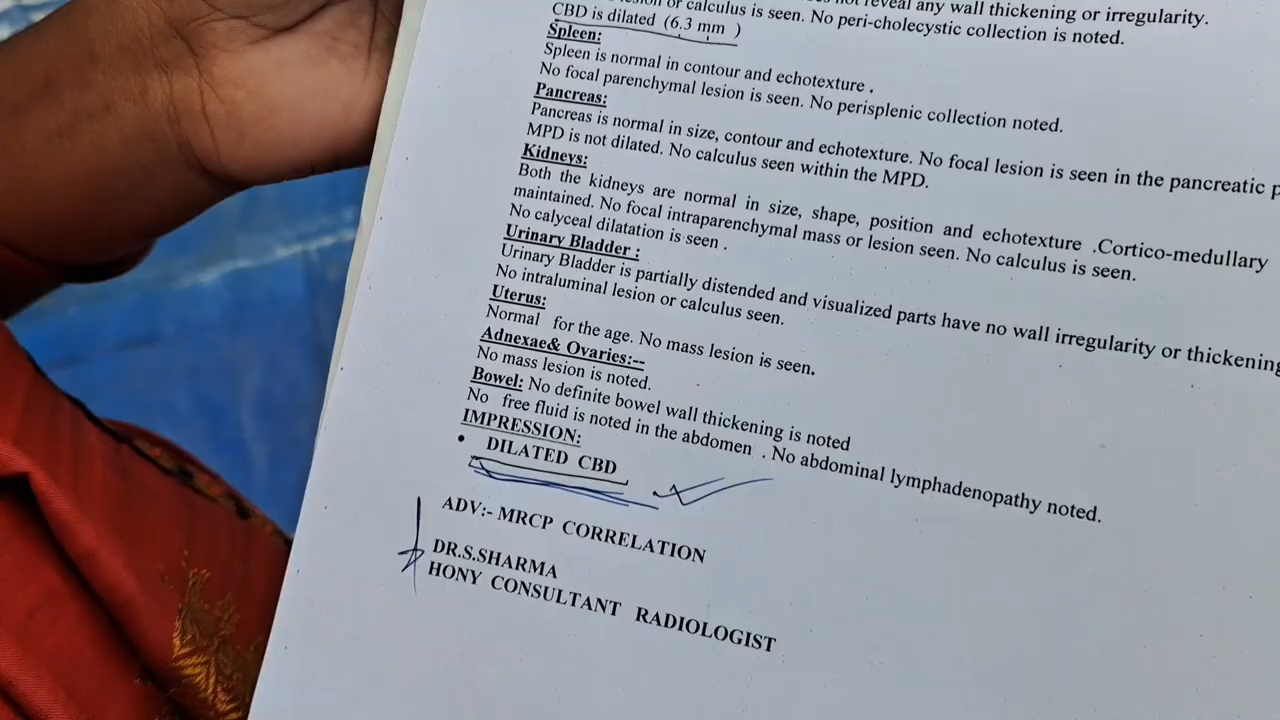 or calculus is seen. No peri-cholecystic collection is noted.
reveal any wall thickening or irregularity.
CBD is dilated (6.3 mm )
Spleen:
Spleen is normal in contour and echotexture .
No focal parenchymal lesion is seen. No perisplenic collection noted.
Pancreas:
Pancreas is normal in size, contour and echotexture. No focal lesion is seen in the pancreatic p
MPD is not dilated. No calculus seen within the MPD.
Kidneys:
Both the kidneys are normal in size, shape, position and echotexture .Cortico-medullary
maintained. No focal intraparenchymal mass or lesion seen. No calculus is seen.
No calyceal dilatation is seen .
Urinary Bladder :
Urinary Bladder is partially distended and visualized parts have no wall irregularity or thickening
No intraluminal lesion or calculus seen.
Uterus:
Normal for the age. No mass lesion is seen.
Adnexae& Ovaries:--
No mass lesion is noted.
Bowel: No definite bowel wall thickening is noted
No free fluid is noted in the abdomen . No abdominal lymphadenopathy noted.
IMPRESSION:
• DILATED CBD
ADV:- MRCP CORRELATION
DR.S.SHARMA
HONY CONSULTANT RADIOLOGIST